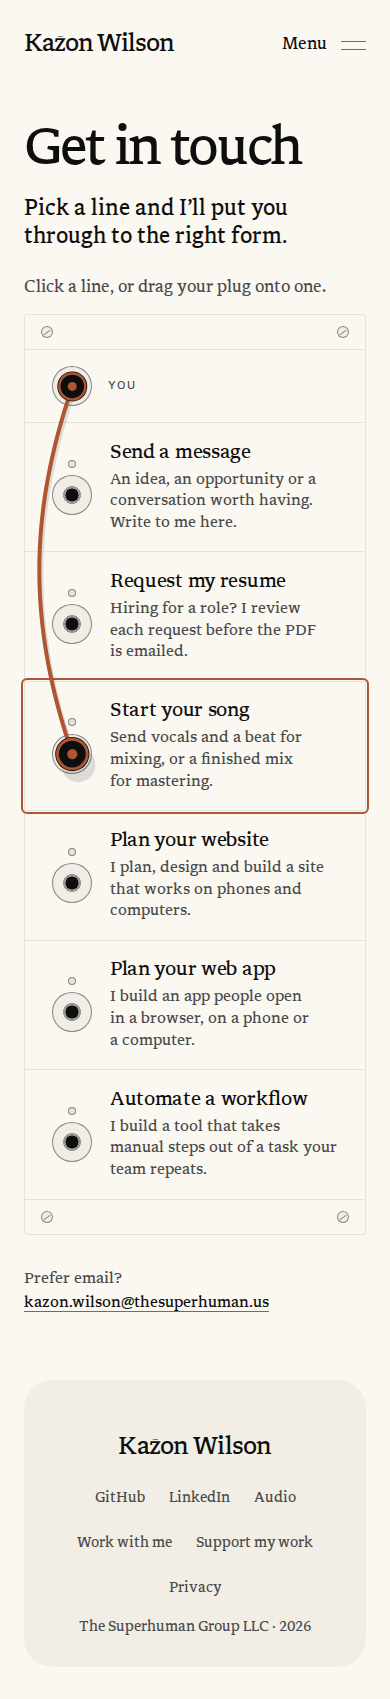 Każon Wilson
Menu
Get in touch
Pick a line and I’ll put you
through to the right form.
Click a line, or drag your plug onto one.
YOU
Send a message
An idea, an opportunity or a
conversation worth having.
Write to me here.
Request my resume
Hiring for a role? I review
each request before the PDF
is emailed.
Start your song
Send vocals and a beat for
mixing, or a finished mix
for mastering.
Plan your website
I plan, design and build a site
that works on phones and
computers.
Plan your web app
I build an app people open
in a browser, on a phone or
a computer.
Automate a workflow
I build a tool that takes
manual steps out of a task your
team repeats.
Prefer email?
kazon.wilson@thesuperhuman.us
Każon Wilson
GitHub LinkedIn Audio
Work with me Support my work
Privacy
The Superhuman Group LLC · 2026